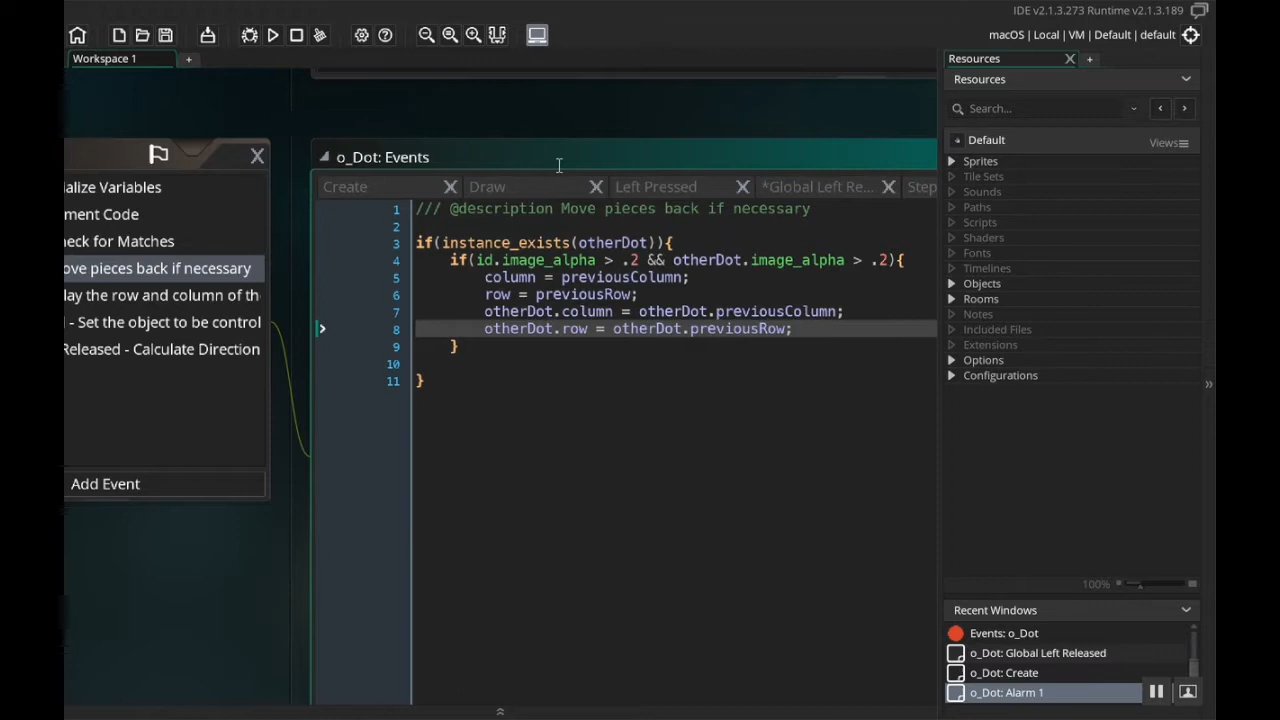 IDE v2.1.3.273 Runtime v2.1.3.189
macOS | Local | VM | Default | default
Workspace 1
+
Resources
+
Resources
Search...
Default
Views
Sprites
Tile Sets
Sounds
Paths
Scripts
Shaders
Fonts
Timelines
Objects
Rooms
Notes
Included Files
Extensions
Options
Configurations
100%
Recent Windows
Events: o_Dot
o_Dot: Global Left Released
o_Dot: Create
o_Dot: Alarm 1
ialize Variables
ment Code
eck for Matches
ove pieces back if necessary
lay the row and column of th
- Set the object to be control
Released - Calculate Direction
Add Event
o_Dot: Events
Create
Draw
Left Pressed
*Global Left Re...
Step
1 /// @description Move pieces back if necessary
2
3 if(instance_exists(otherDot)){
4 if(id.image_alpha > .2 && otherDot.image_alpha > .2){
5 column = previousColumn;
6 row = previousRow;
7 otherDot.column = otherDot.previousColumn;
8 otherDot.row = otherDot.previousRow;
9 }
10
11 }